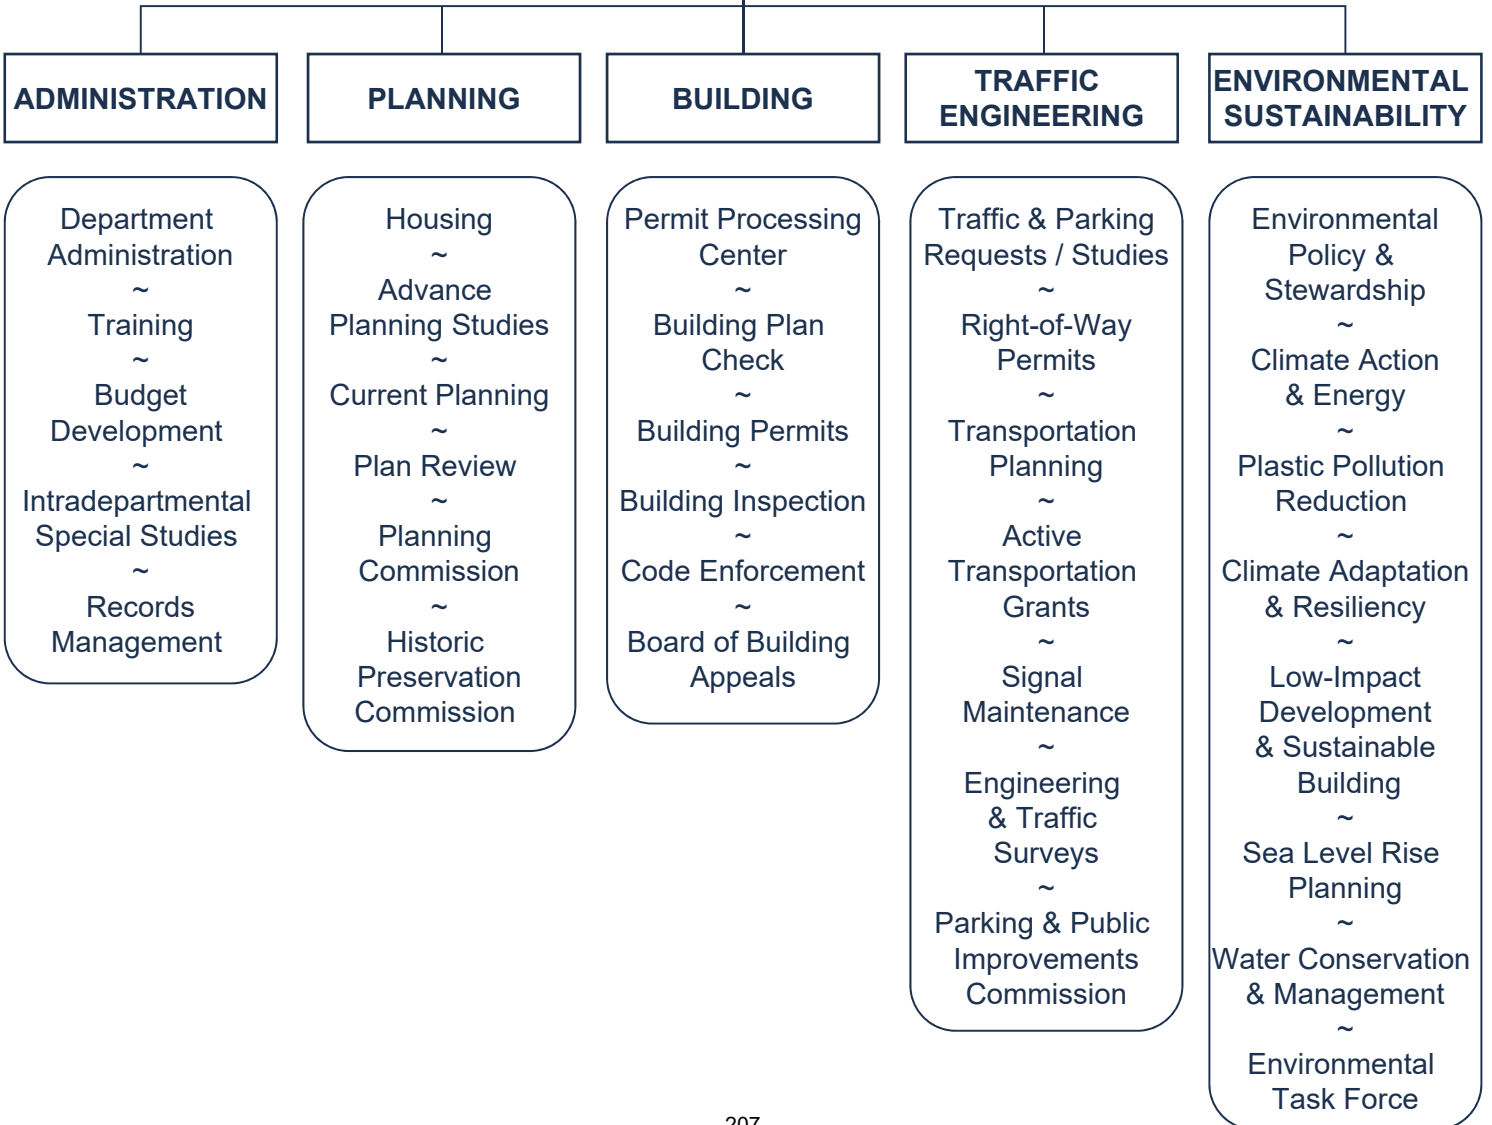 ADMINISTRATION
PLANNING
BUILDING
TRAFFIC
ENGINEERING
ENVIRONMENTAL
SUSTAINABILITY
Department
Administration
~
Training
~
Budget
Development
~
Intradepartmental
Special Studies
~
Records
Management
Housing
~
Advance
Planning Studies
~
Current Planning
~
Plan Review
~
Planning
Commission
~
Historic
Preservation
Commission
Permit Processing
Center
~
Building Plan
Check
~
Building Permits
~
Building Inspection
~
Code Enforcement
~
Board of Building
Appeals
Traffic & Parking
Requests / Studies
~
Right-of-Way
Permits
~
Transportation
Planning
~
Active
Transportation
Grants
~
Signal
Maintenance
~
Engineering
& Traffic
Surveys
~
Parking & Public
Improvements
Commission
Environmental
Policy &
Stewardship
~
Climate Action
& Energy
~
Plastic Pollution
Reduction
~
Climate Adaptation
& Resiliency
~
Low-Impact
Development
& Sustainable
Building
~
Sea Level Rise
Planning
~
Water Conservation
& Management
~
Environmental
Task Force
207